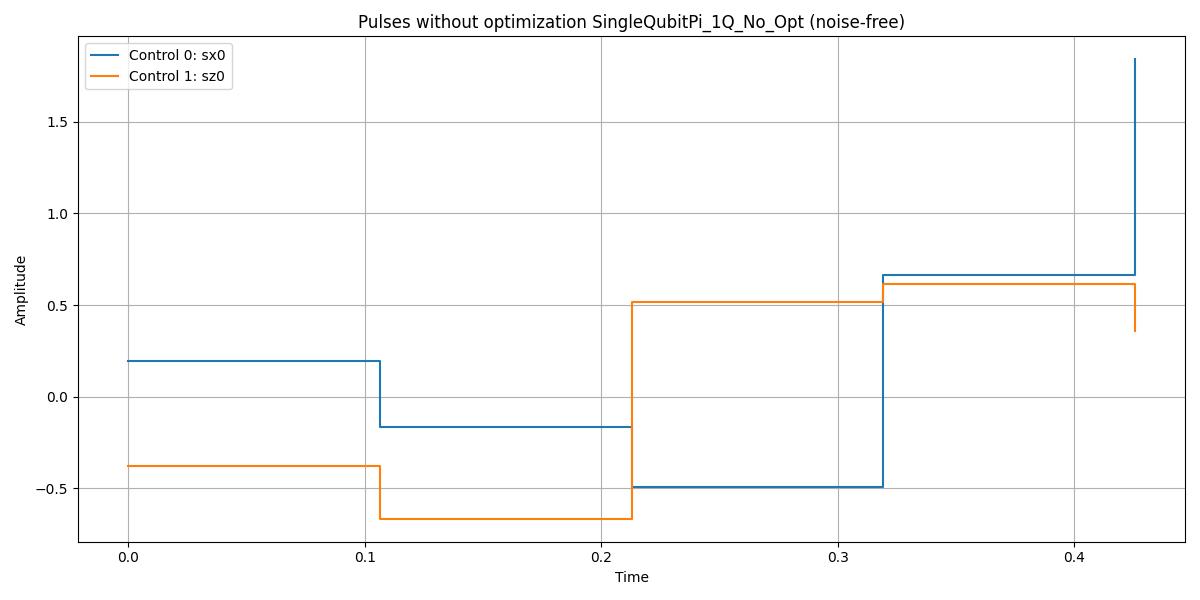 Pulses without optimization SingleQubitPi_1Q_No_Opt (noise-free)
Control 0: sx0
Control 1: sz0
1.5
1.0
0.5
0.0
−0.5
Amplitude
0.0 0.1 0.2 0.3 0.4
Time